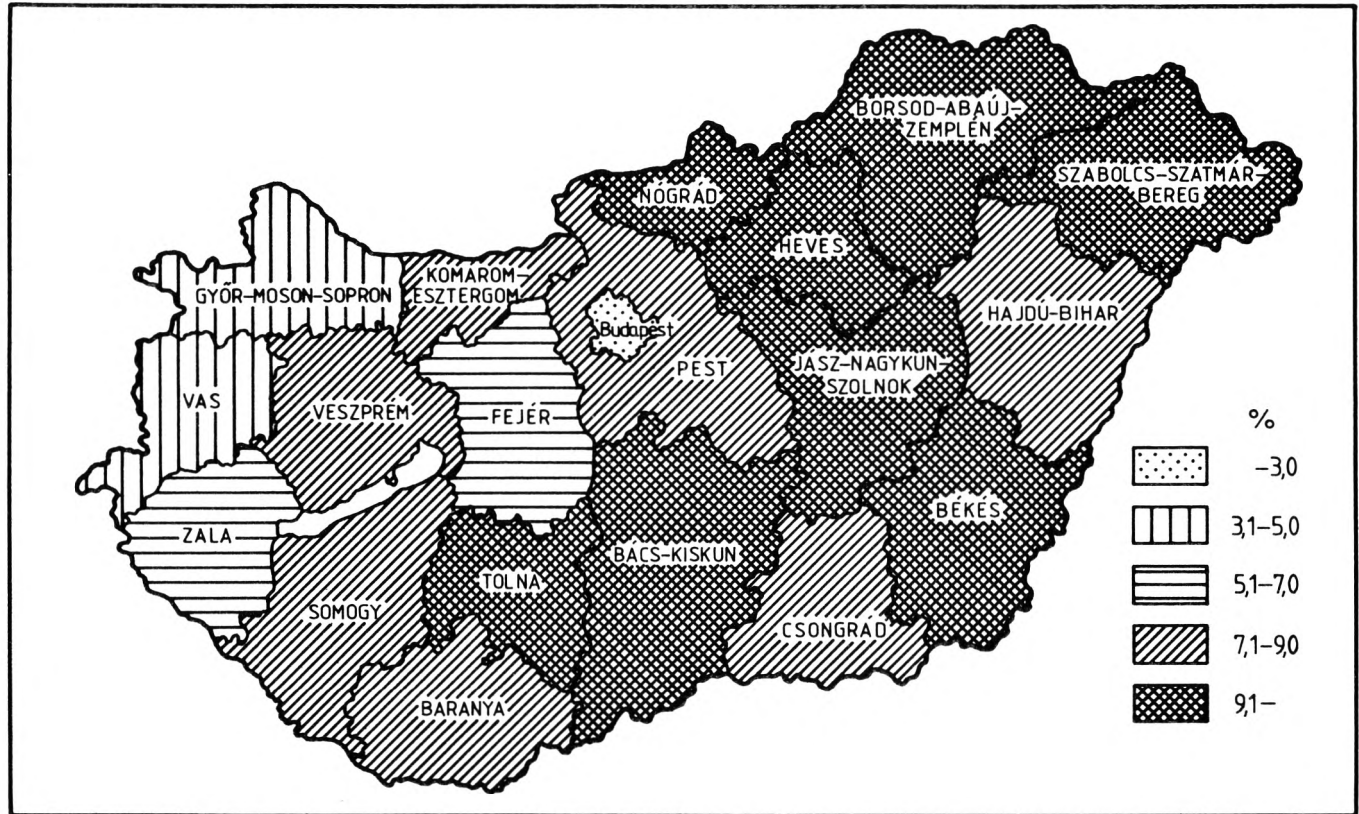 BORSOD-ABAÚJ-
ZEMPLÉN
SZABOLCS-SZATMÁR-
BEREG
NÓGRÁD
HEVES
KOMÁROM-
ESZTERGOM
GYŐR-MOSON-SOPRON
HAJDÚ-BIHAR
Budapest
PEST
JÁSZ-NAGYKUN-
SZOLNOK
VAS
VESZPRÉM
FEJÉR
ZALA
BÉKÉS
BÁCS-KISKUN
TOLNA
SOMOGY
CSONGRÁD
BARANYA
%
–3,0
3,1–5,0
5,1–7,0
7,1–9,0
9,1–